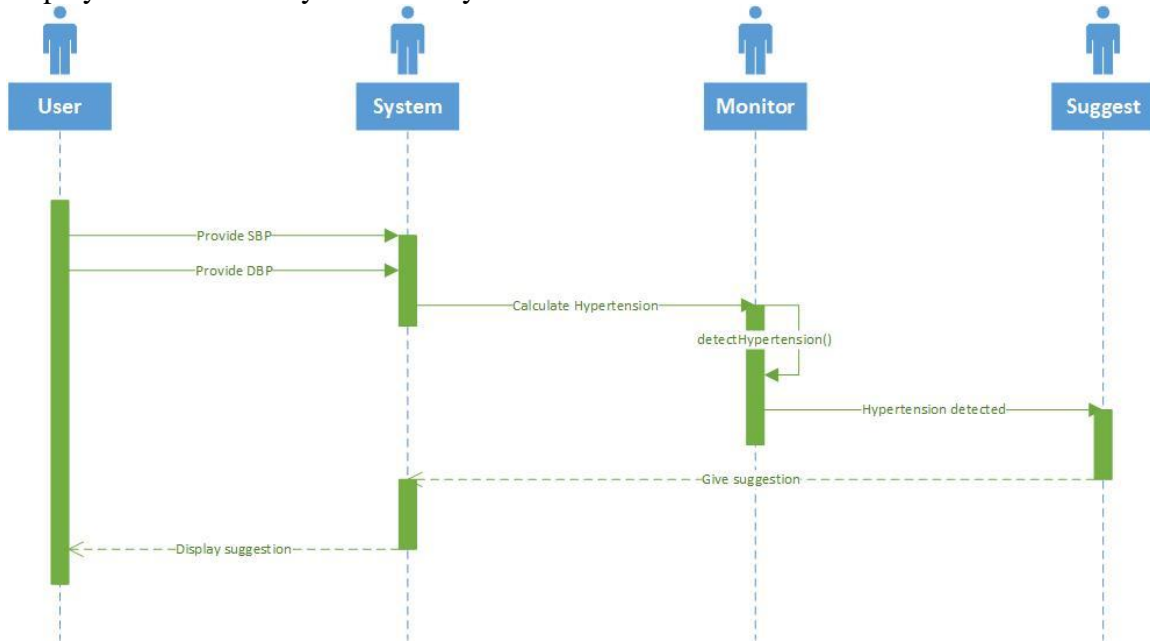 User
System
Monitor
Suggest
Provide SBP
Provide DBP
Calculate Hypertension
detectHypertension()
Hypertension detected
Give suggestion
Display suggestion